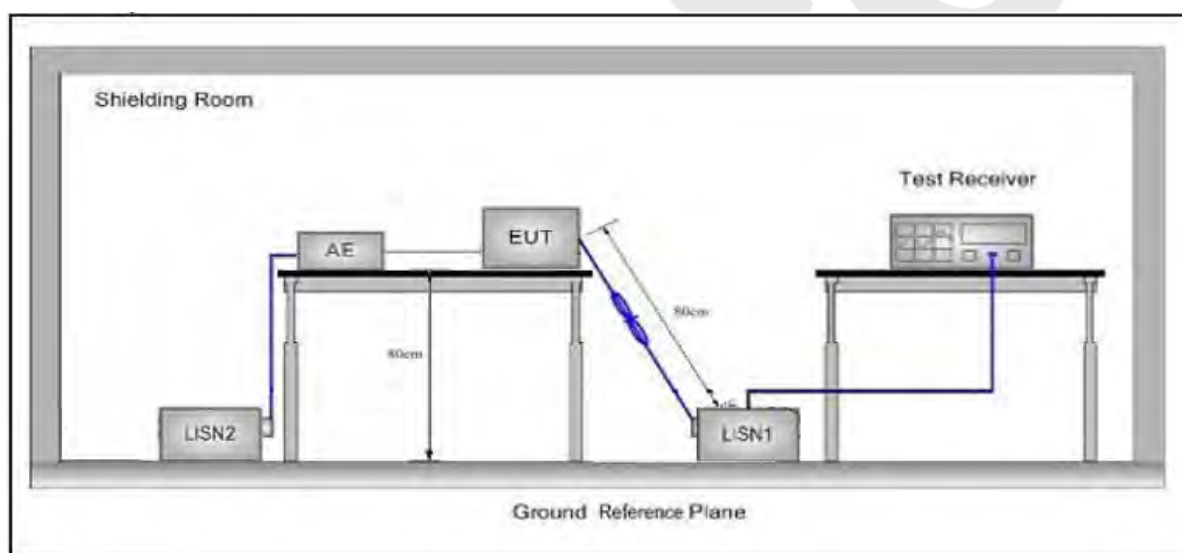 Shielding Room
Test Receiver
EUT
AE
80cm
80cm
LISN2
LISN1
Ground Reference Plane